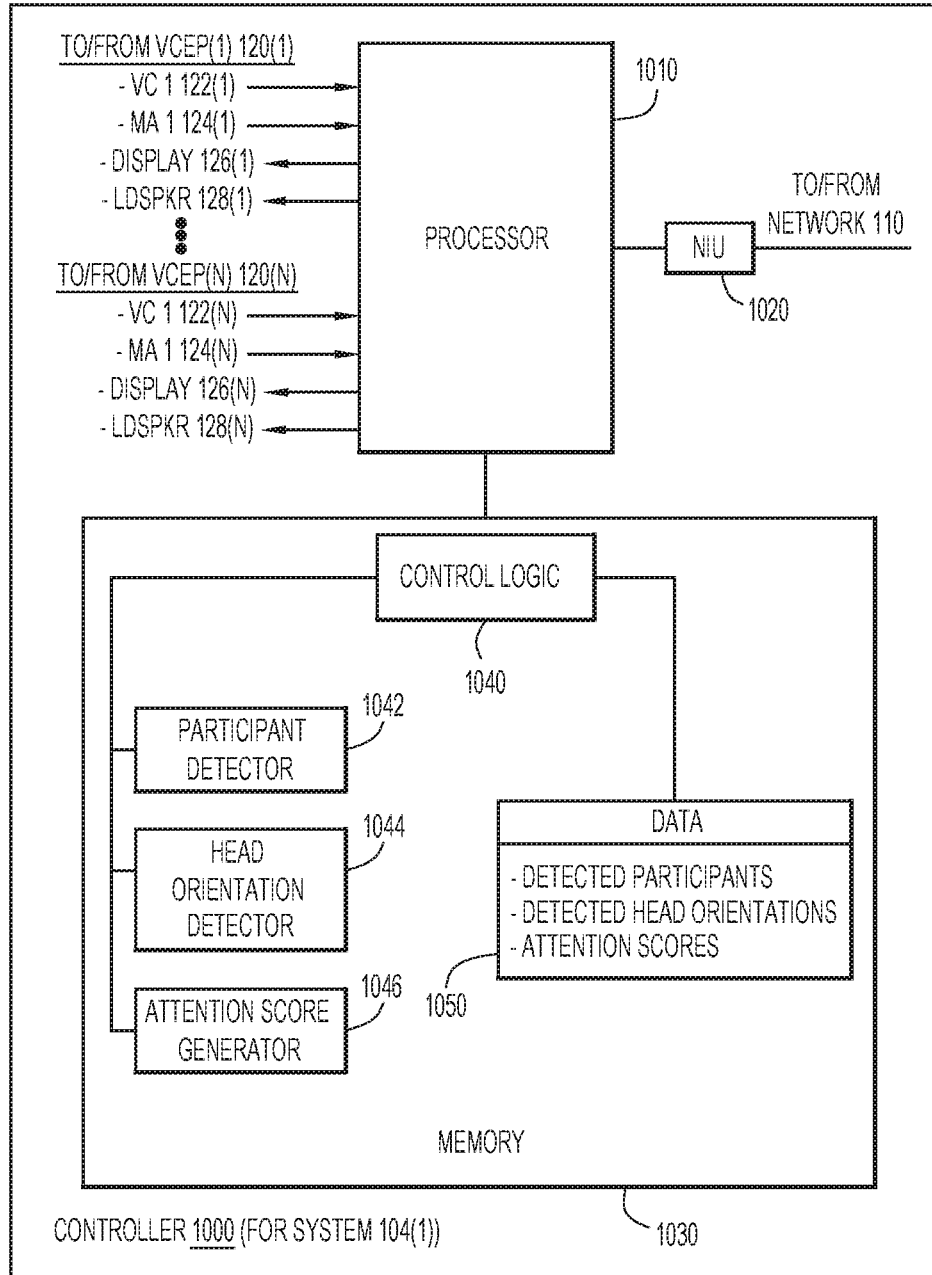 TO/FROM VCEP(1) 120(1)
- VC 1 122(1)
- MA 1 124(1)
- DISPLAY 126(1)
- LDSPKR 128(1)
TO/FROM VCEP(N) 120(N)
- VC 1 122(N)
- MA 1 124(N)
- DISPLAY 126(N)
- LDSPKR 128(N)
PROCESSOR
1010
TO/FROM
NETWORK 110
NIU
1020
CONTROL LOGIC
1040
1042
PARTICIPANT
DETECTOR
1044
HEAD
ORIENTATION
DETECTOR
1046
ATTENTION SCORE
GENERATOR
DATA
- DETECTED PARTICIPANTS
- DETECTED HEAD ORIENTATIONS
- ATTENTION SCORES
1050
MEMORY
1030
CONTROLLER 1000 (FOR SYSTEM 104(1))